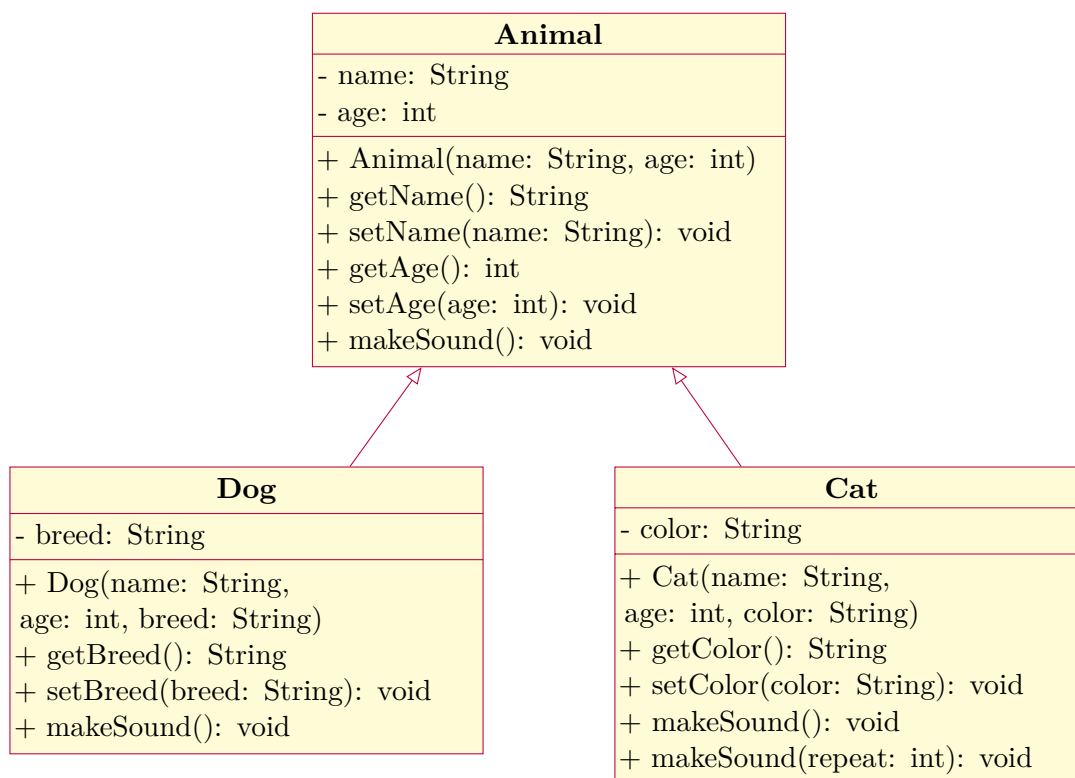 Animal
- name: String
- age: int
+ Animal(name: String, age: int)
+ getName(): String
+ setName(name: String): void
+ getAge(): int
+ setAge(age: int): void
+ makeSound(): void
Dog
- breed: String
+ Dog(name: String,
age: int, breed: String)
+ getBreed(): String
+ setBreed(breed: String): void
+ makeSound(): void
Cat
- color: String
+ Cat(name: String,
age: int, color: String)
+ getColor(): String
+ setColor(color: String): void
+ makeSound(): void
+ makeSound(repeat: int): void